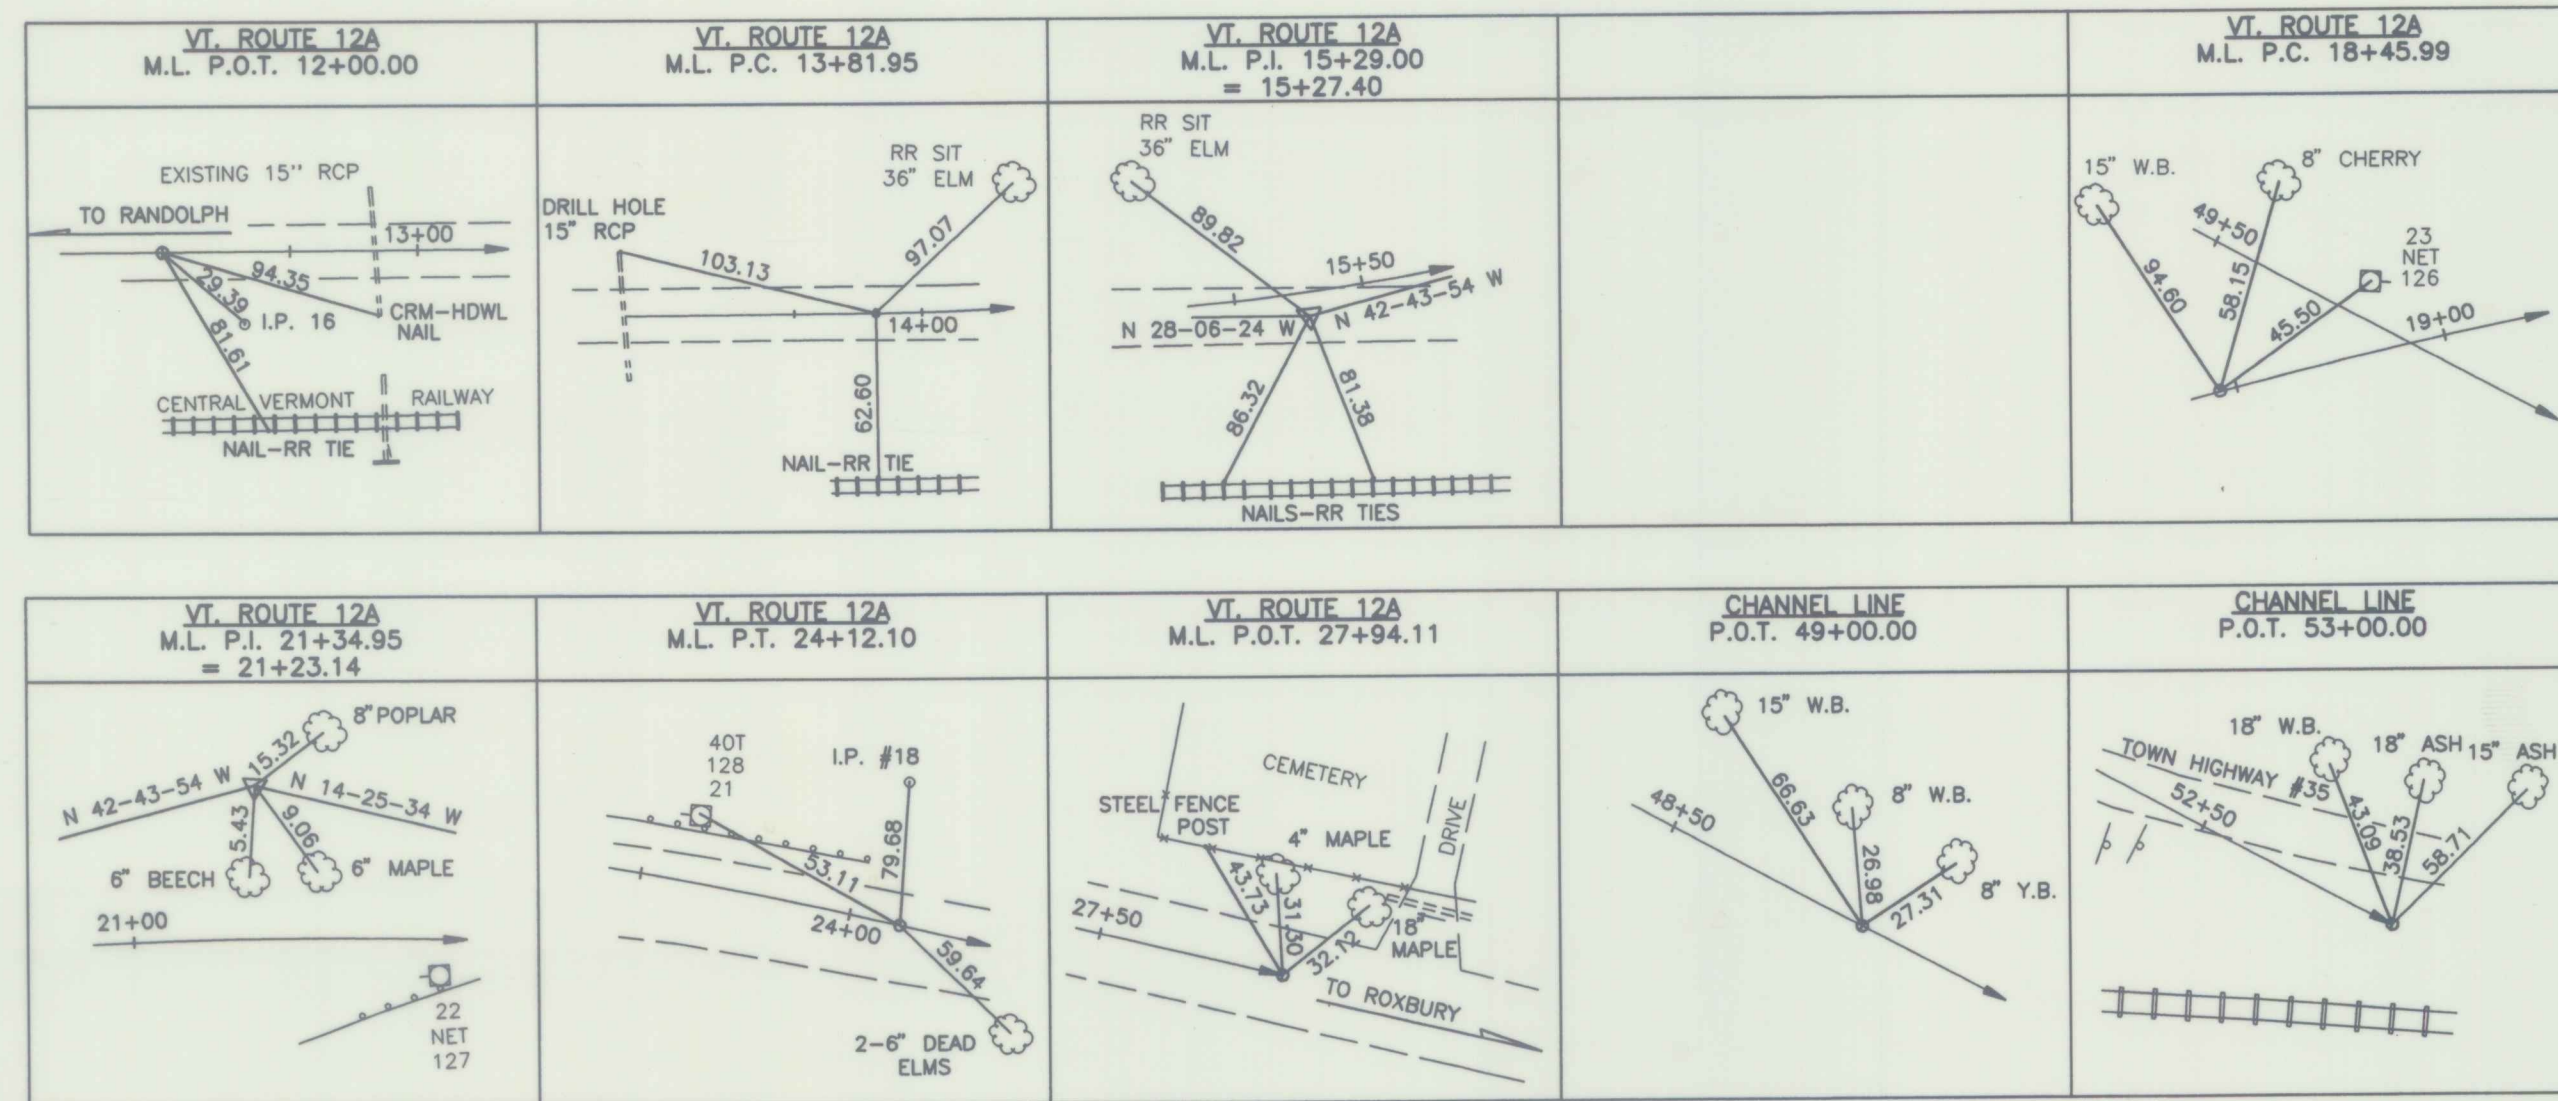 VT. ROUTE 12A
M.L. P.O.T. 12+00.00
EXISTING 15'' RCP
TO RANDOLPH
13+00
94.35
29.39
81.61
I.P. 16
CRM-HDWL
NAIL
CENTRAL VERMONT RAILWAY
NAIL-RR TIE
VT. ROUTE 12A
M.L. P.C. 13+81.95
RR SIT
36" ELM
DRILL HOLE
15" RCP
103.13
97.07
14+00
62.60
NAIL-RR TIE
VT. ROUTE 12A
M.L. P.I. 15+29.00
= 15+27.40
RR SIT
36" ELM
89.82
15+50
N 28-06-24 W
N 42-43-54 W
86.32
81.38
NAILS-RR TIES
VT. ROUTE 12A
M.L. P.C. 18+45.99
15" W.B.
8" CHERRY
49+50
23
NET
126
94.60
58.15
45.50
19+00
VT. ROUTE 12A
M.L. P.I. 21+34.95
= 21+23.14
8" POPLAR
15.32
N 42-43-54 W
N 14-25-34 W
5.43
9.06
6" BEECH
6" MAPLE
21+00
22
NET
127
VT. ROUTE 12A
M.L. P.T. 24+12.10
40T
128
21
I.P. #18
53.11
79.68
24+00
59.64
2-6" DEAD
ELMS
VT. ROUTE 12A
M.L. P.O.T. 27+94.11
CEMETERY
STEEL FENCE
POST
4" MAPLE
DRIVE
27+50
43.73
31.30
32.12
18"
MAPLE
TO ROXBURY
CHANNEL LINE
P.O.T. 49+00.00
15" W.B.
48+50
66.63
8" W.B.
26.98
27.31
8" Y.B.
CHANNEL LINE
P.O.T. 53+00.00
18" W.B.
18" ASH
15" ASH
TOWN HIGHWAY #35
52+50
43.09
38.53
58.71